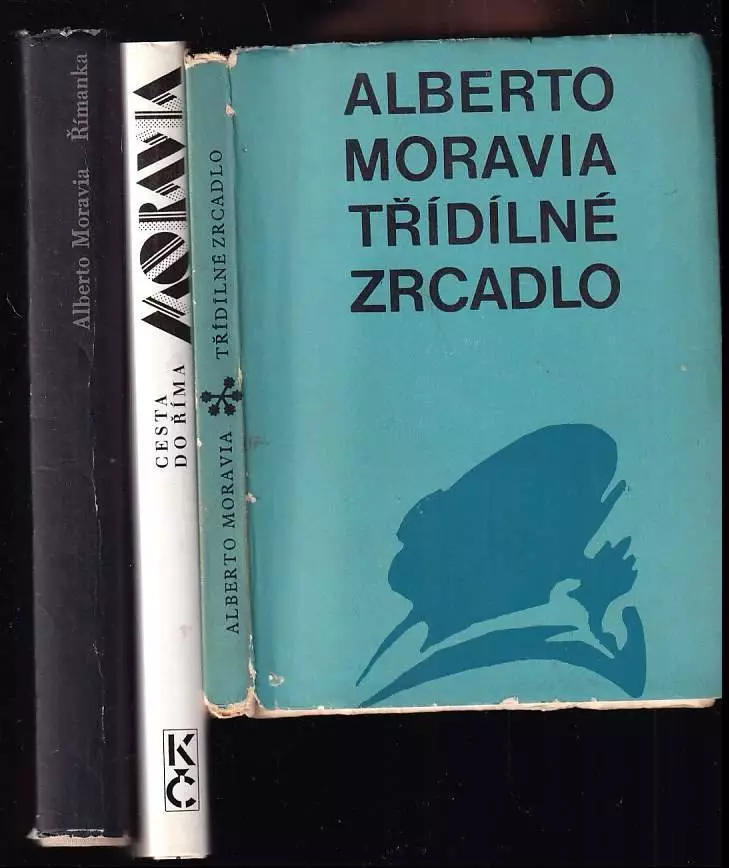 Alberto Moravia Římanka
MORAVIA
CESTA
DO ŘÍMA
KČ
ALBERTO MORAVIA TŘÍDÍLNÉ ZRCADLO
ALBERTO
MORAVIA
TŘÍDÍLNÉ
ZRCADLO